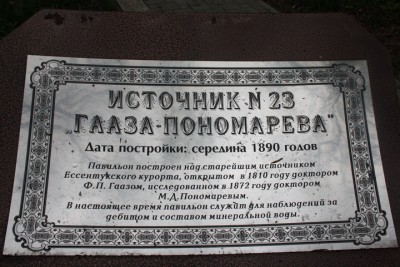 ИСТОЧНИК N 23
„ГААЗА-ПОНОМАРЕВА"
Дата постройки: середина 1890 годов
Павильон построен над старейшим источником
Ессентукского курорта, открытом в 1810 году доктором
Ф.П. Гаазом, исследованном в 1872 году доктором
М.Д.Пономаревым.
В настоящее время павильон служат для наблюдений за
дебитом и составом минеральной воды.